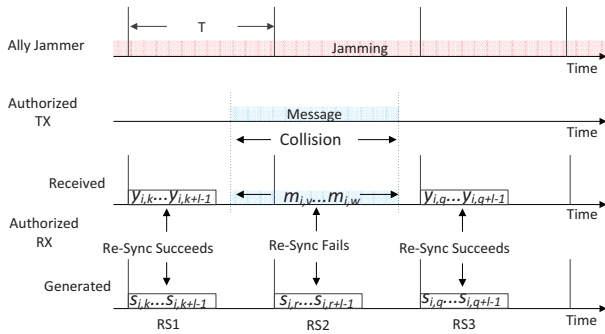 T
Ally Jammer
Jamming
Time
Authorized
TX
Message
Time
Collision
Received
y_{i,k}...y_{i,k+l-1}
m_{i,v}...m_{i,w}
y_{i,q}...y_{i,q+l-1}
Time
Authorized
RX
Re-Sync Succeeds
Re-Sync Fails
Re-Sync Succeeds
Generated
s_{i,k}...s_{i,k+l-1}
s_{i,r}...s_{i,r+l-1}
s_{i,q}...s_{i,q+l-1}
RS1
RS2
RS3
Time